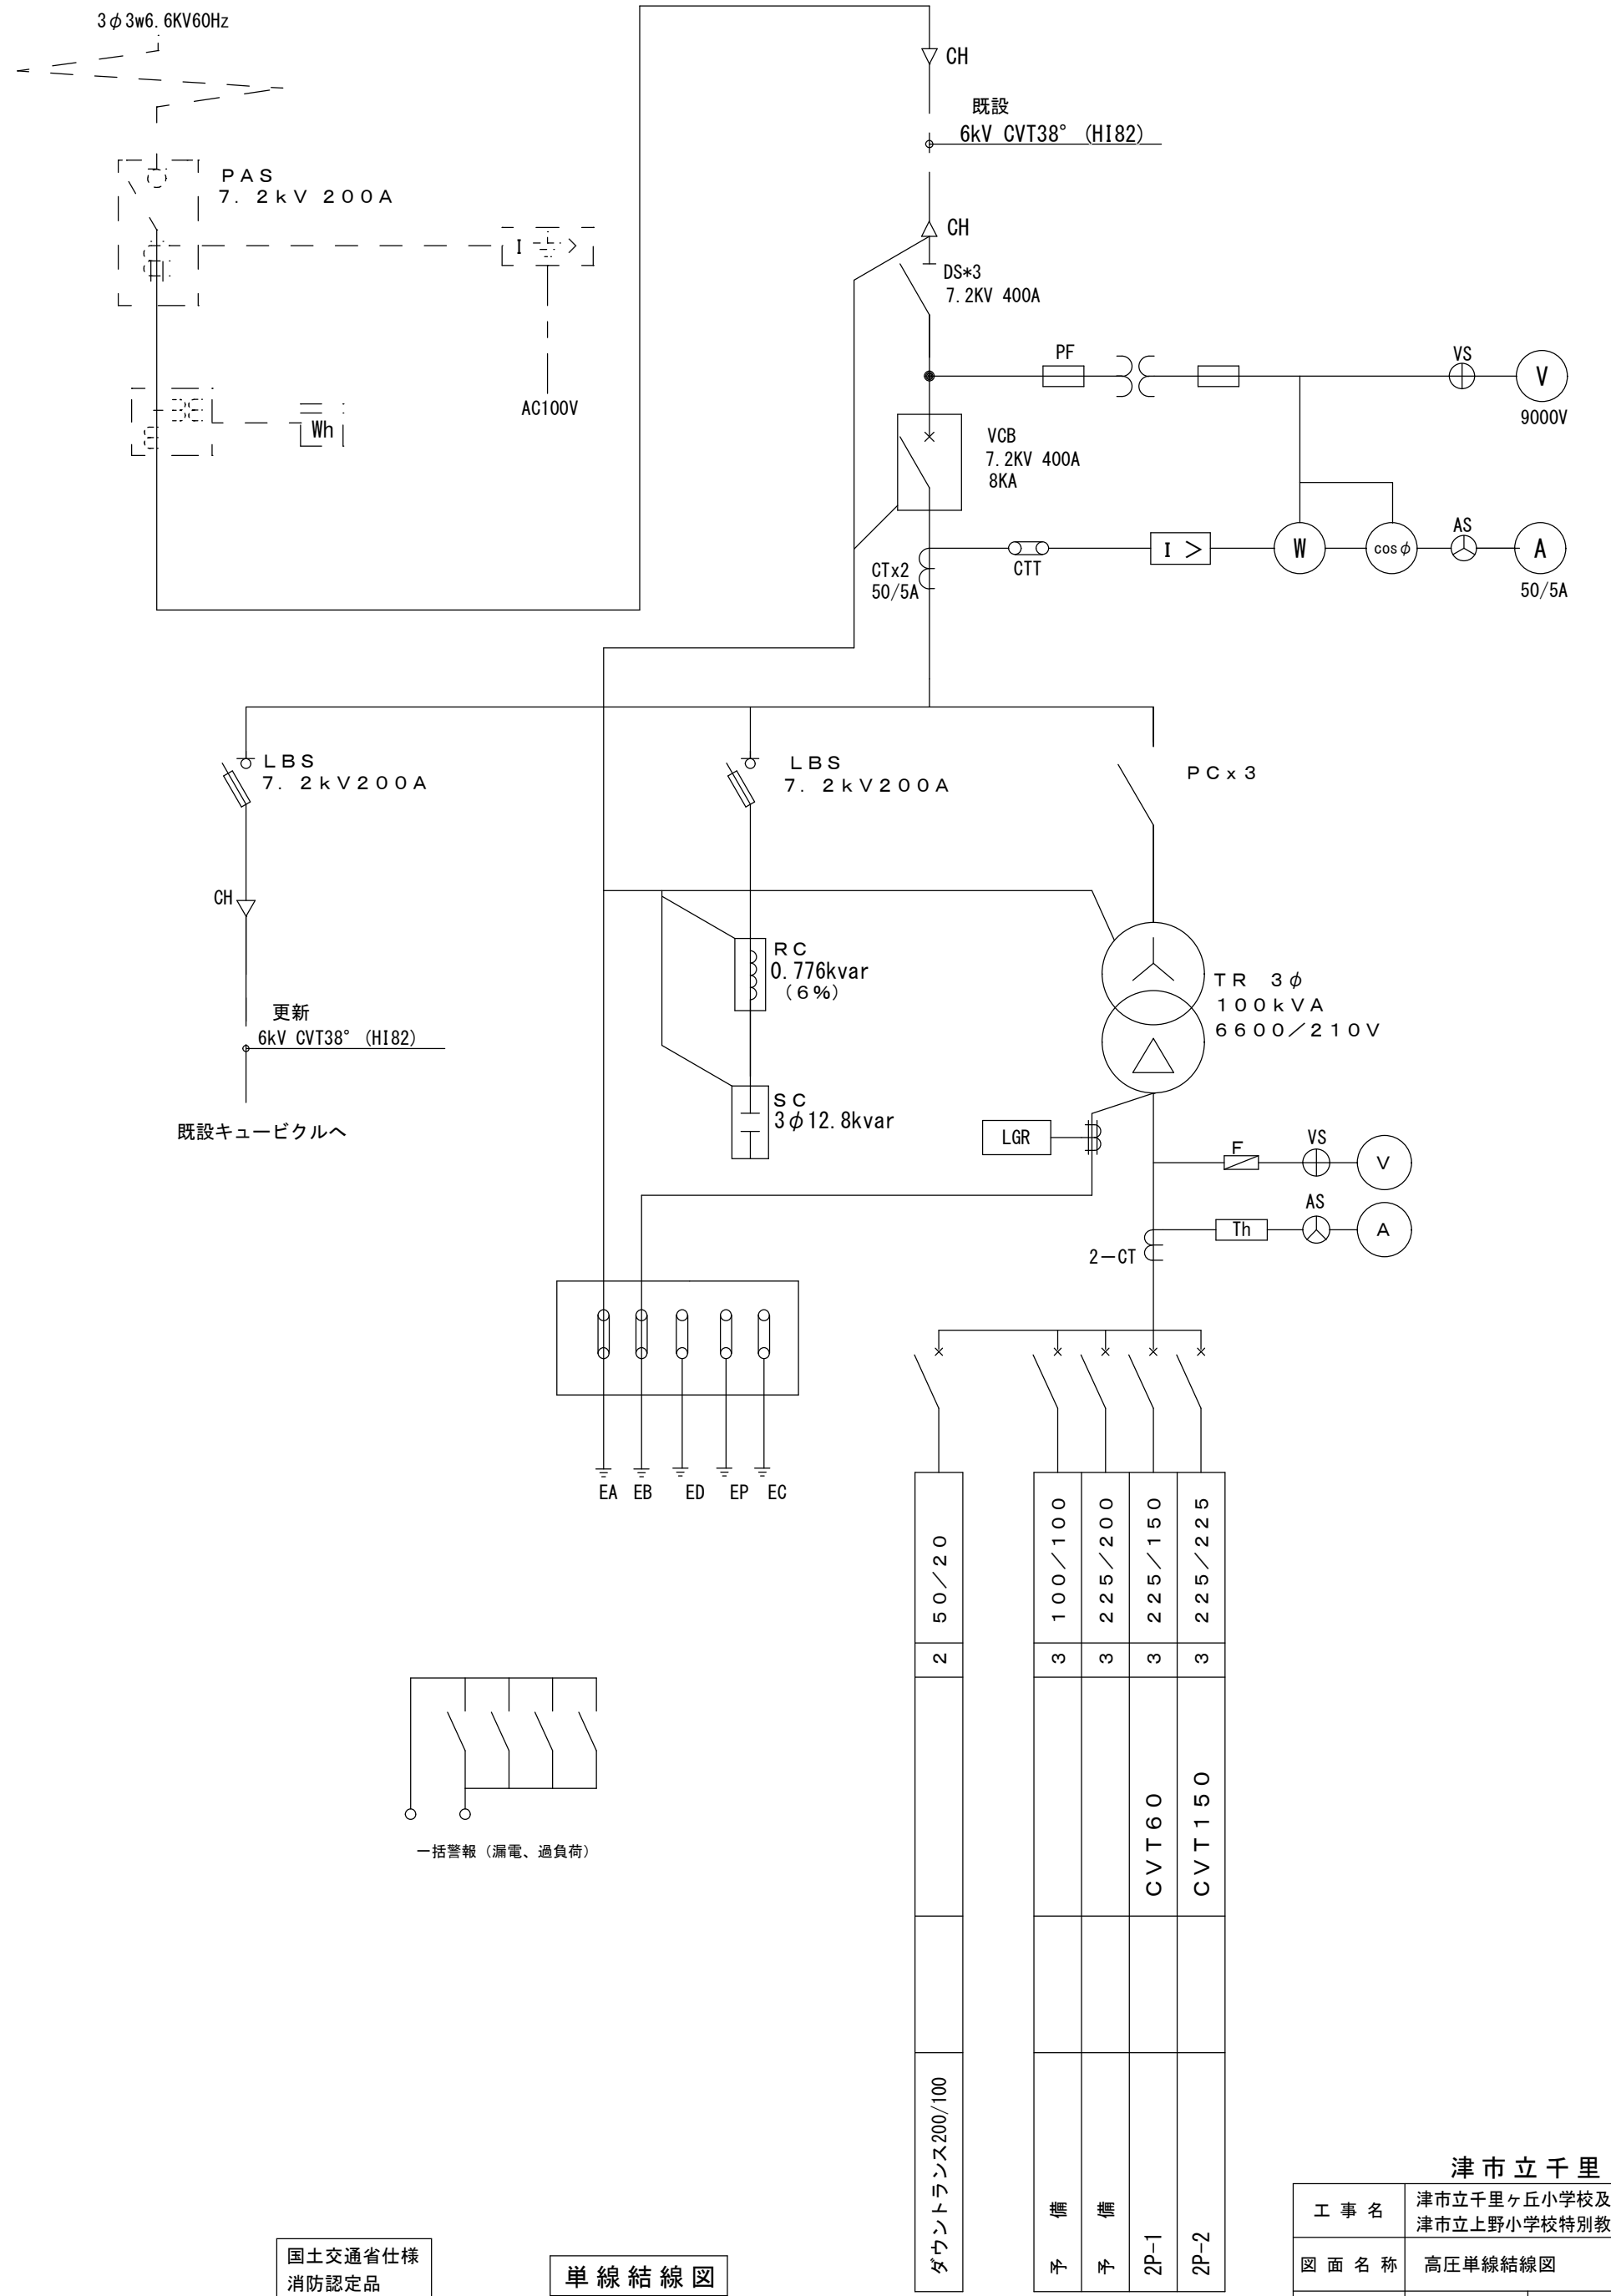 3φ3w6.6KV60Hz
CH
既設
6kV CVT38°(HI82)
PAS
7.2kV 200A
CH
I >
DS*3
7.2KV 400A
PF
VS
V
9000V
AC100V
Wh
VCB
7.2KV 400A
8KA
CTx2
50/5A
CTT
I >
W
cosφ
AS
A
50/5A
LBS
7.2kV200A
LBS
7.2kV200A
PCx3
CH
RC
0.776kvar
(6%)
TR 3φ
100kVA
6600/210V
更新
6kV CVT38°(HI82)
SC
3φ12.8kvar
既設キュービクルへ
LGR
F
VS
V
2-CT
Th
AS
A
EA EB ED EP EC
50/20
2
ダウントランス200/100
100/100
3
予備
225/200
3
予備
225/150
3
CVT60
2P-1
225/225
3
CVT150
2P-2
一括警報(漏電、過負荷)
国土交通省仕様
消防認定品
単線結線図
津市立千里
工事名
津市立千里ヶ丘小学校及
津市立上野小学校特別教
図面名称
高圧単線結線図